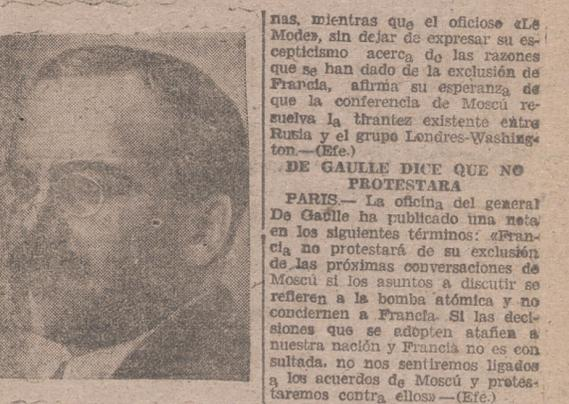 nas, mientras que el oficioso «Le
Mode», sin dejar de expresar su es-
cepticismo acerca de las razones
que se han dado de la exclusión de
Francia, afirma su esperanza de
que la conferencia de Moscú re-
suelva la tirantez existente entre
Rusia y el grupo Londres-Washing-
ton.—(Efe.)
DE GAULLE DICE QUE NO
PROTESTARA
PARIS.— La oficina del general
De Gaulle ha publicado una nota
en los siguientes términos: «Fran-
cia no protestará de su exclusión
de las próximas conversaciones de
Moscú si los asuntos a discutir se
refieren a la bomba atómica y no
conciernen a Francia. Si las deci-
siones que se adopten atañen a
nuestra nación y Francia no es con
sultada, no nos sentiremos ligados
a los acuerdos de Moscú y protes-
taremos contra ellos»—(Efe.)